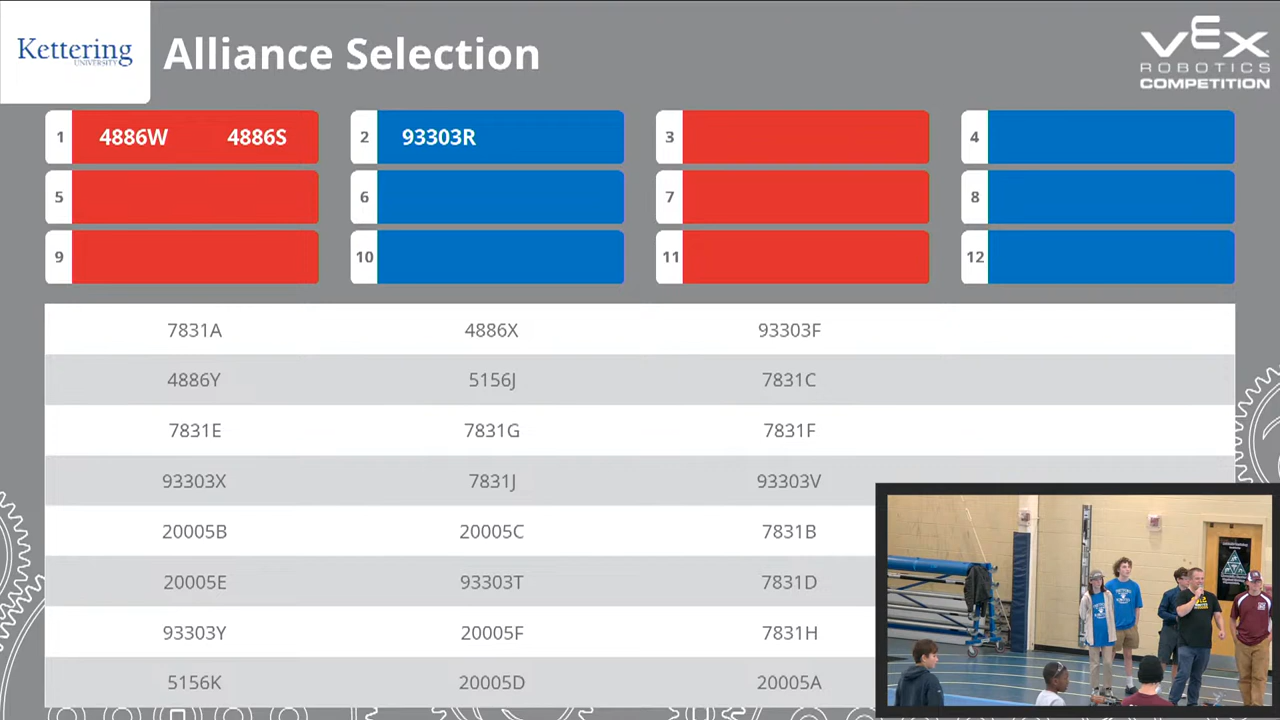 Kettering
UNIVERSITY
Alliance Selection
VEX
ROBOTICS
COMPETITION
1 4886W 4886S 2 93303R 3 4
5 6 7 8
9 10 11 12
7831A 4886X 93303F
4886Y 5156J 7831C
7831E 7831G 7831F
93303X 7831J 93303V
20005B 20005C 7831B
20005E 93303T 7831D
93303Y 20005F 7831H
5156K 20005D 20005A